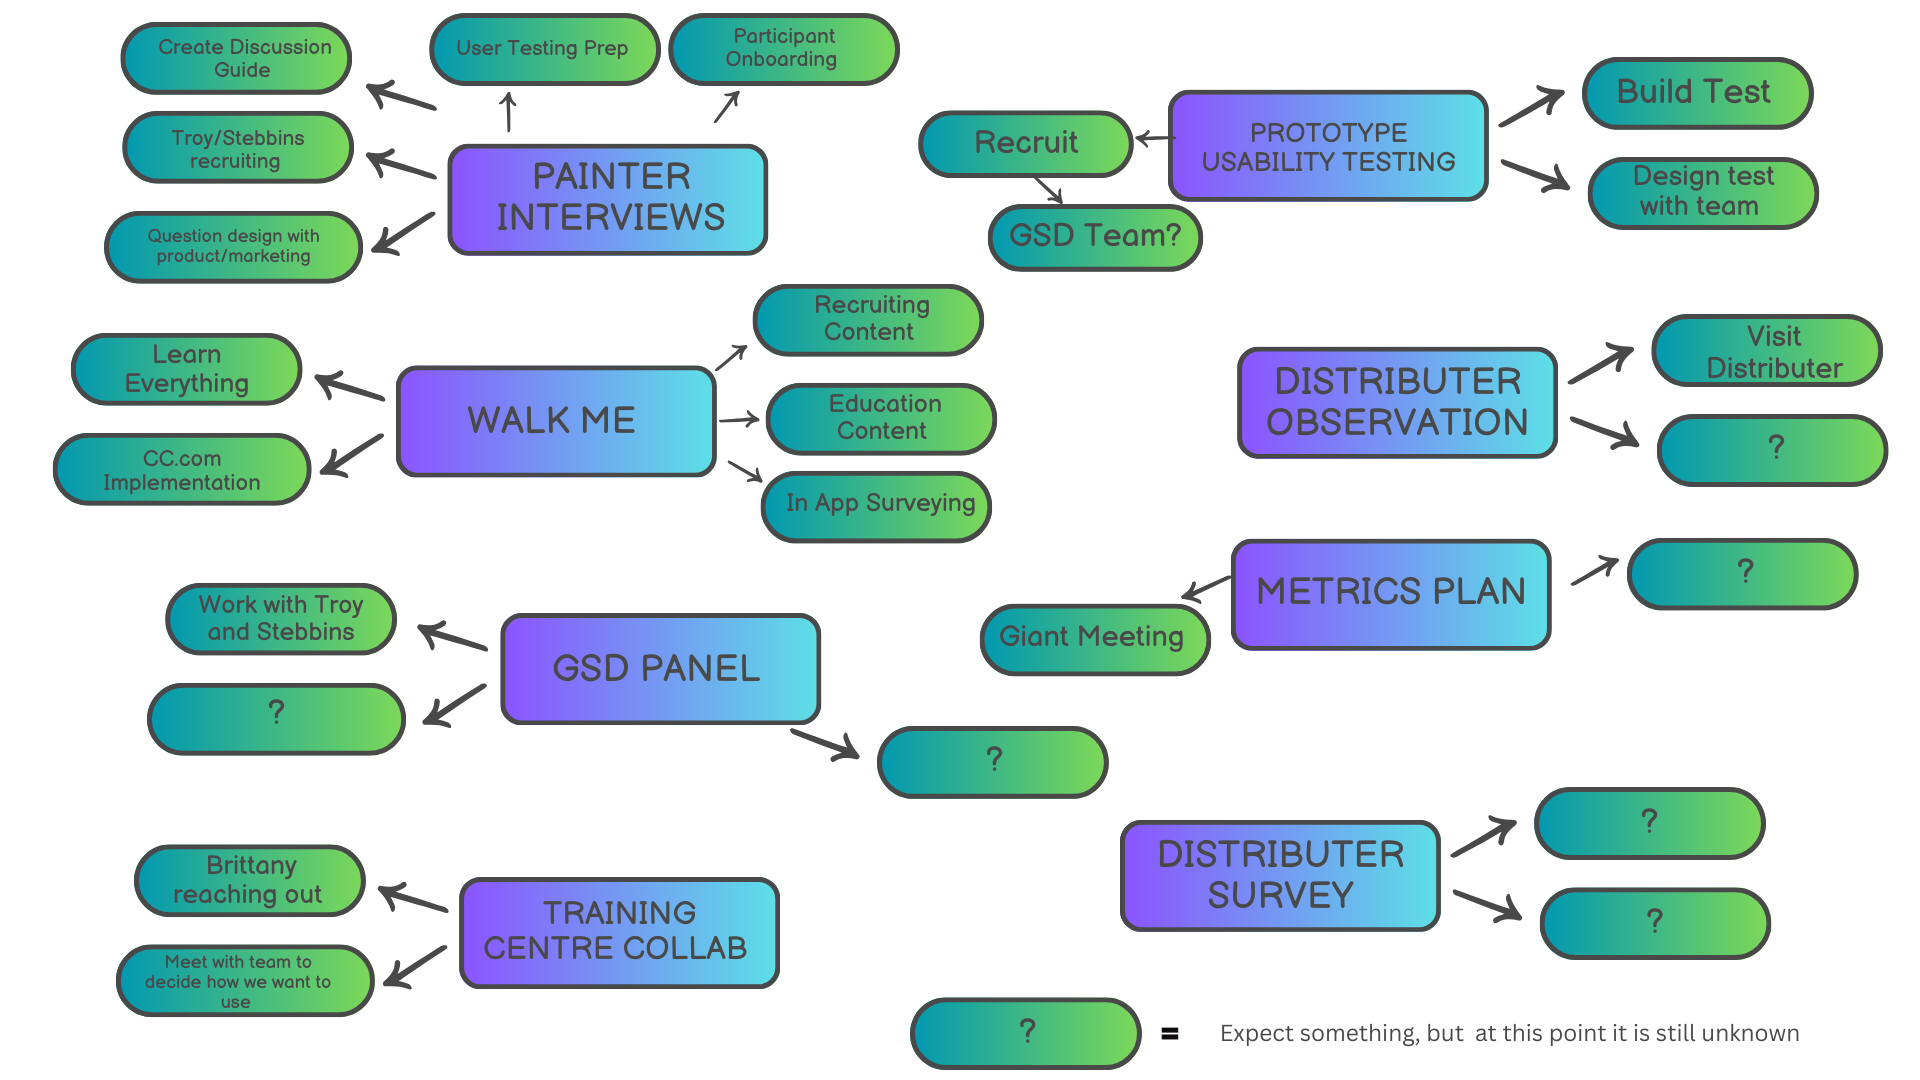 Create Discussion
Guide
User Testing Prep
Participant
Onboarding
Troy/Stebbins
recruiting
Question design with
product/marketing
PAINTER
INTERVIEWS
Recruit
GSD Team?
PROTOTYPE
USABILITY TESTING
Build Test
Design test
with team
Learn
Everything
CC.com
Implementation
WALK ME
Recruiting
Content
Education
Content
In App Surveying
DISTRIBUTER
OBSERVATION
Visit
Distributer
?
Work with Troy
and Stebbins
?
GSD PANEL
?
Giant Meeting
METRICS PLAN
?
Brittany
reaching out
Meet with team to
decide how we want to
use
TRAINING
CENTRE COLLAB
DISTRIBUTER
SURVEY
?
?
? = Expect something, but at this point it is still unknown